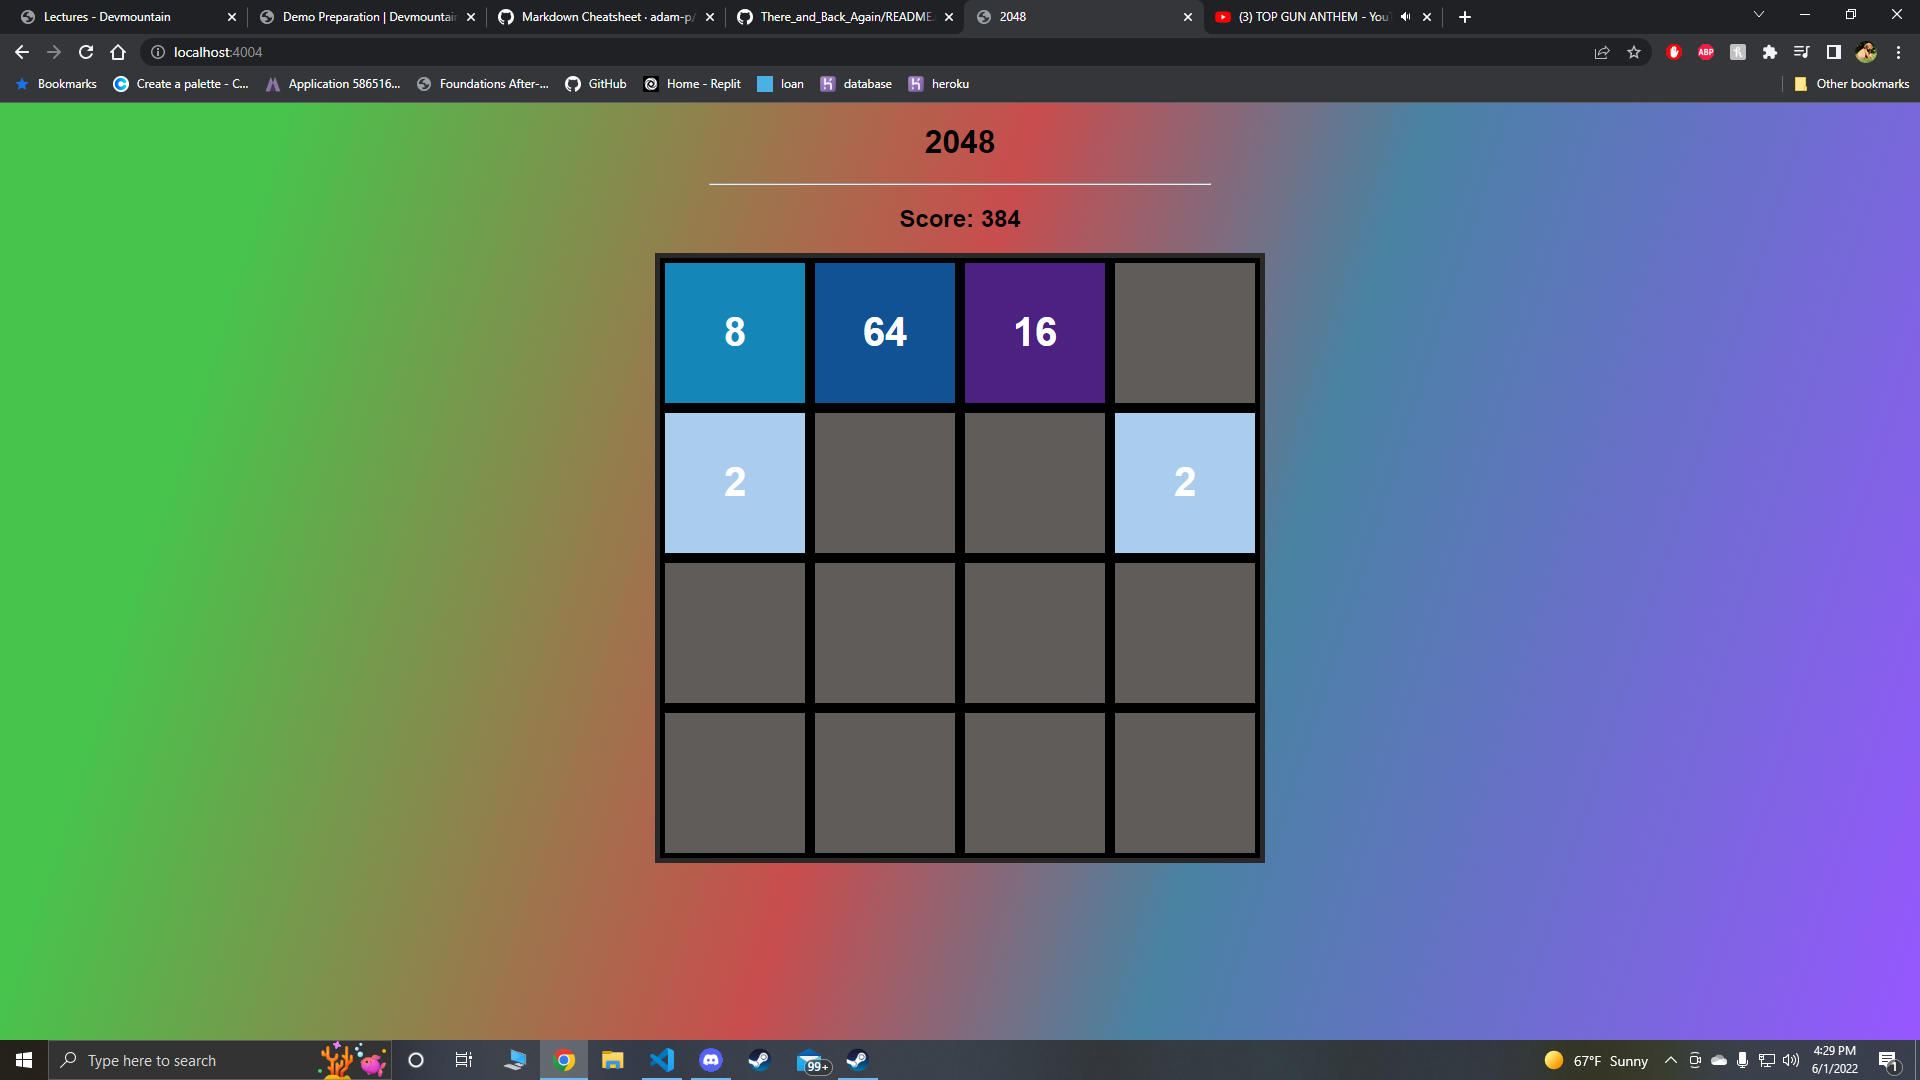 Lectures - Devmountain
Demo Preparation | Devmountain
Markdown Cheatsheet · adam-p/
There_and_Back_Again/README.
2048
(3) TOP GUN ANTHEM - YouT
localhost:4004
Bookmarks
Create a palette - C...
Application 586516...
Foundations After-...
GitHub
Home - Replit
loan
database
heroku
Other bookmarks
ABP
2048
Score: 384
8 64 16
2 2
Type here to search
99+
67°F Sunny
4:29 PM
6/1/2022
1